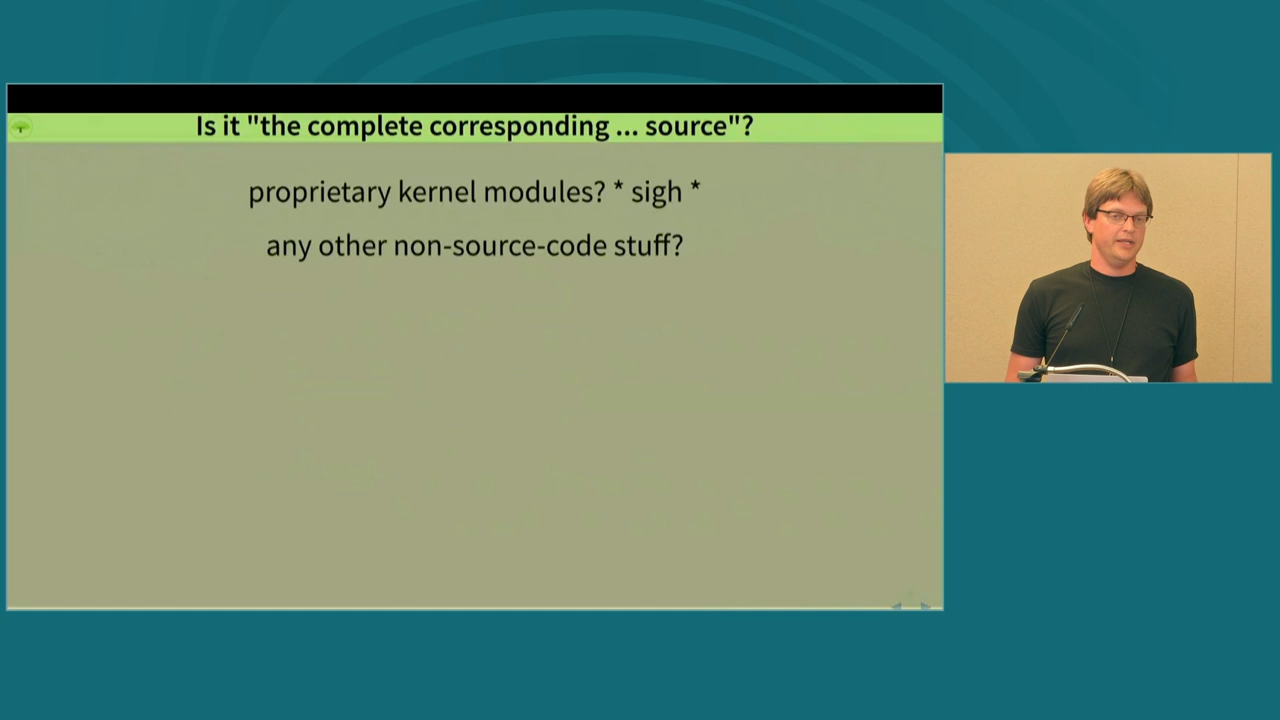 Is it "the complete corresponding ... source"?
proprietary kernel modules? * sigh *
any other non-source-code stuff?